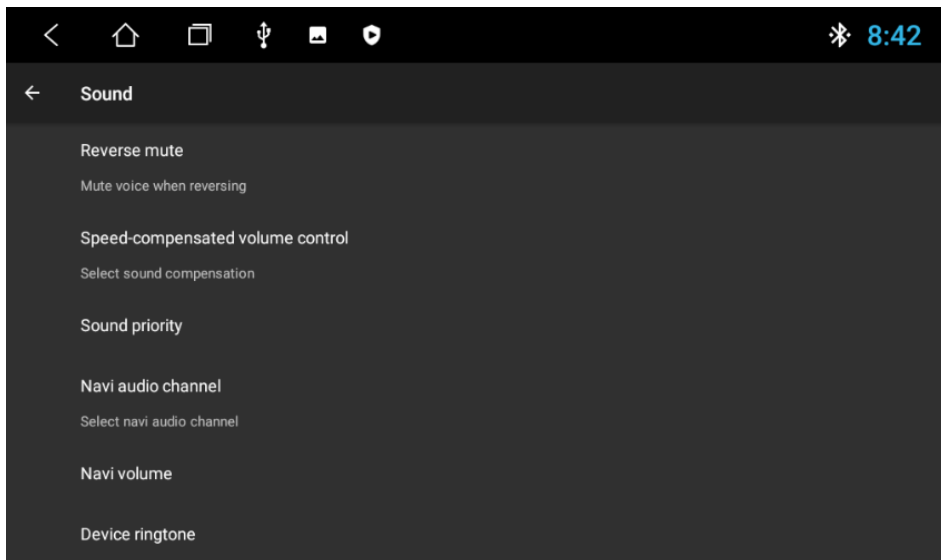 8:42
Sound
Reverse mute
Mute voice when reversing
Speed-compensated volume control
Select sound compensation
Sound priority
Navi audio channel
Select navi audio channel
Navi volume
Device ringtone